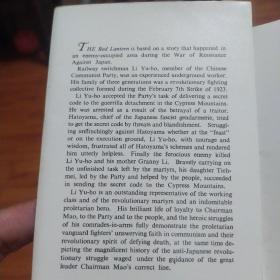 THE Red Lantern is based on a story that happened in
an enemy-occupied area during the War of Resistance
Against Japan.
Railway switchman Li Yu-ho, member of the Chinese
Communist Party, was an experienced underground worker.
His family of three generations was a revolutionary fighting
collective formed during the February 7th Strike of 1923.
Li Yu-ho accepted the Party's task of delivering a secret
code to the guerrilla detachment in the Cypress Mountains.
He was arrested as a result of the betrayal of a traitor.
Hatoyama, chief of the Japanese fascist gendarmerie, tried
to get the secret code by threats and blandishment. Strug-
gling unflinchingly against Hatoyama whether at the "feast"
or on the execution ground, Li Yu-ho, with courage and
wisdom, frustrated all of Hatoyama's schemes and rendered
him utterly helpless. Finally the ferocious enemy killed
Li Yu-ho and his mother Granny Li. Bravely carrying on
the unfinished task left by the martyrs, his daughter Tieh-
mei, led by the Party and helped by the people, succeeded
in sending the secret code to the Cypress Mountains.
Li Yu-ho is an outstanding representative of the working
class and of the revolutionary martyrs and an indomitable
proletarian hero. His brilliant life of loyalty to Chairman
Mao, to the Party and to the people, and the heroic struggles
of his comrades-in-arms fully demonstrate the proletarian
vanguard fighters' unswerving faith in communism and their
revolutionary spirit of defying death, at the same time de-
picting the magnificent history of the anti-Japanese revolu-
tionary struggle waged under the guidance of the great
leader Chairman Mao's correct line.